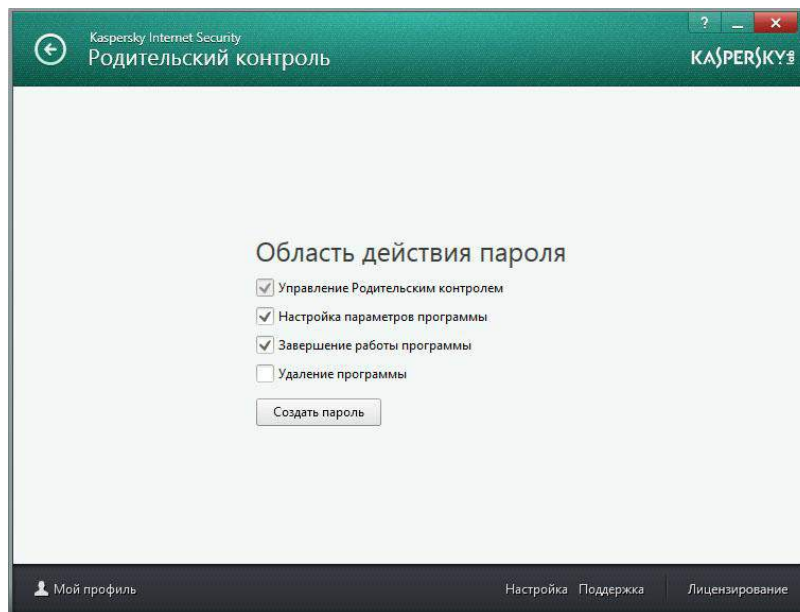 ?
Kaspersky Internet Security
Родительский контроль
KASPERSKY LAB
Область действия пароля
Управление Родительским контролем
Настройка параметров программы
Завершение работы программы
Удаление программы
Создать пароль
Мой профиль
Настройка Поддержка Лицензирование